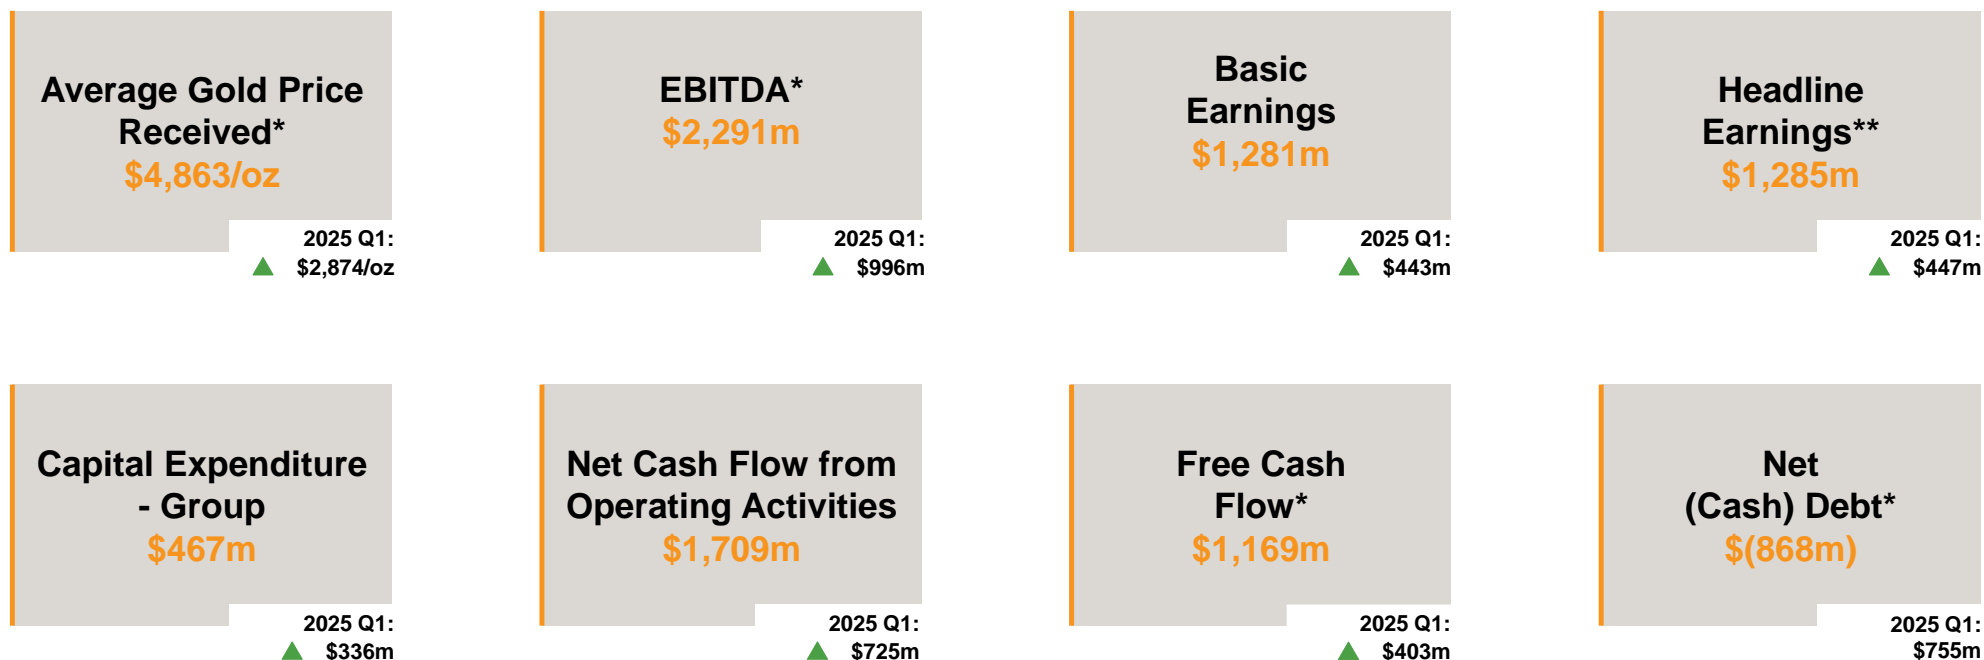 Average Gold Price
Received*
$4,863/oz
2025 Q1:
$2,874/oz
EBITDA*
$2,291m
2025 Q1:
$996m
Basic
Earnings
$1,281m
2025 Q1:
$443m
Headline
Earnings**
$1,285m
2025 Q1:
$447m
Capital Expenditure
- Group
$467m
2025 Q1:
$336m
Net Cash Flow from
Operating Activities
$1,709m
2025 Q1:
$725m
Free Cash
Flow*
$1,169m
2025 Q1:
$403m
Net
(Cash) Debt*
$(868m)
2025 Q1:
$755m